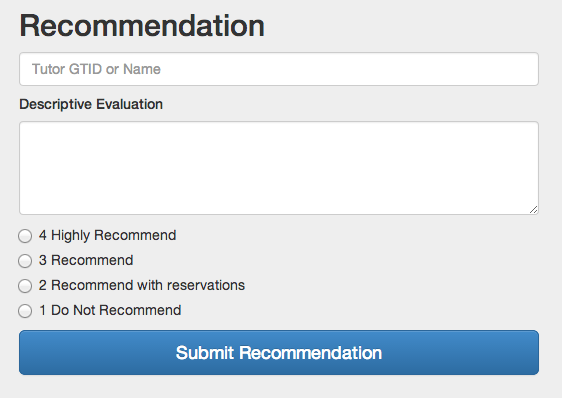 Recommendation
Tutor GTID or Name
Descriptive Evaluation
4 Highly Recommend
3 Recommend
2 Recommend with reservations
1 Do Not Recommend
Submit Recommendation